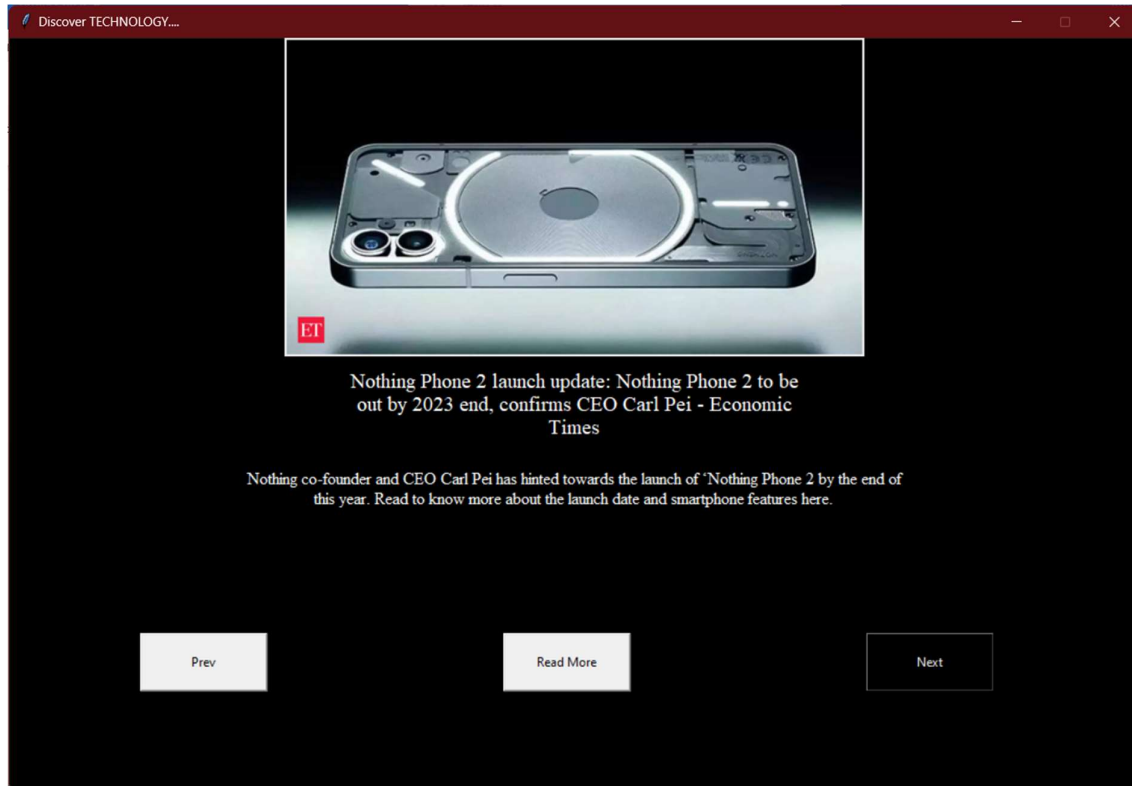 Discover TECHNOLOGY....
ET
Nothing Phone 2 launch update: Nothing Phone 2 to be
out by 2023 end, confirms CEO Carl Pei - Economic
Times
Nothing co-founder and CEO Carl Pei has hinted towards the launch of ‘Nothing Phone 2 by the end of
this year. Read to know more about the launch date and smartphone features here.
Prev
Read More
Next